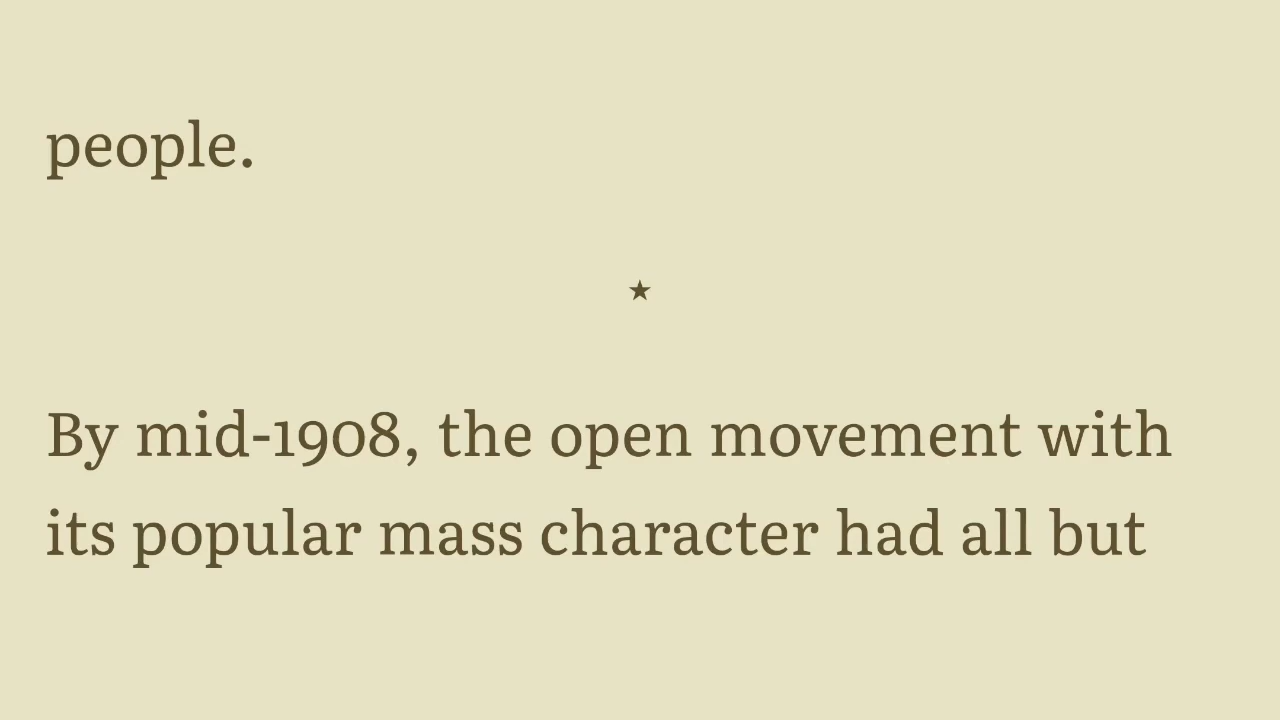 people.
★
By mid-1908, the open movement with
its popular mass character had all but